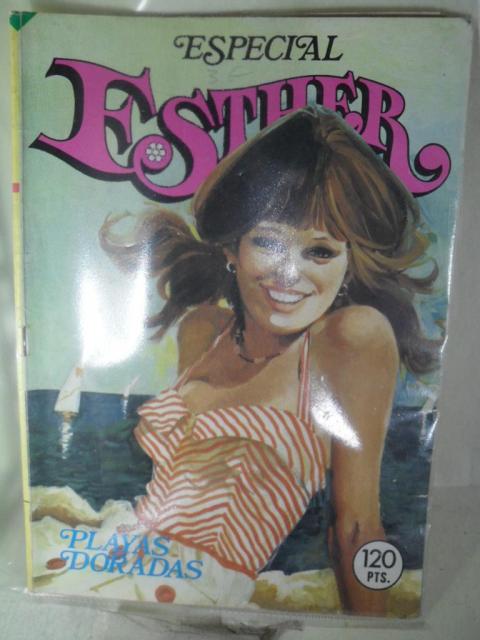 ESPECIAL
ESTHER
PLAYAS
DORADAS
120
PTS.